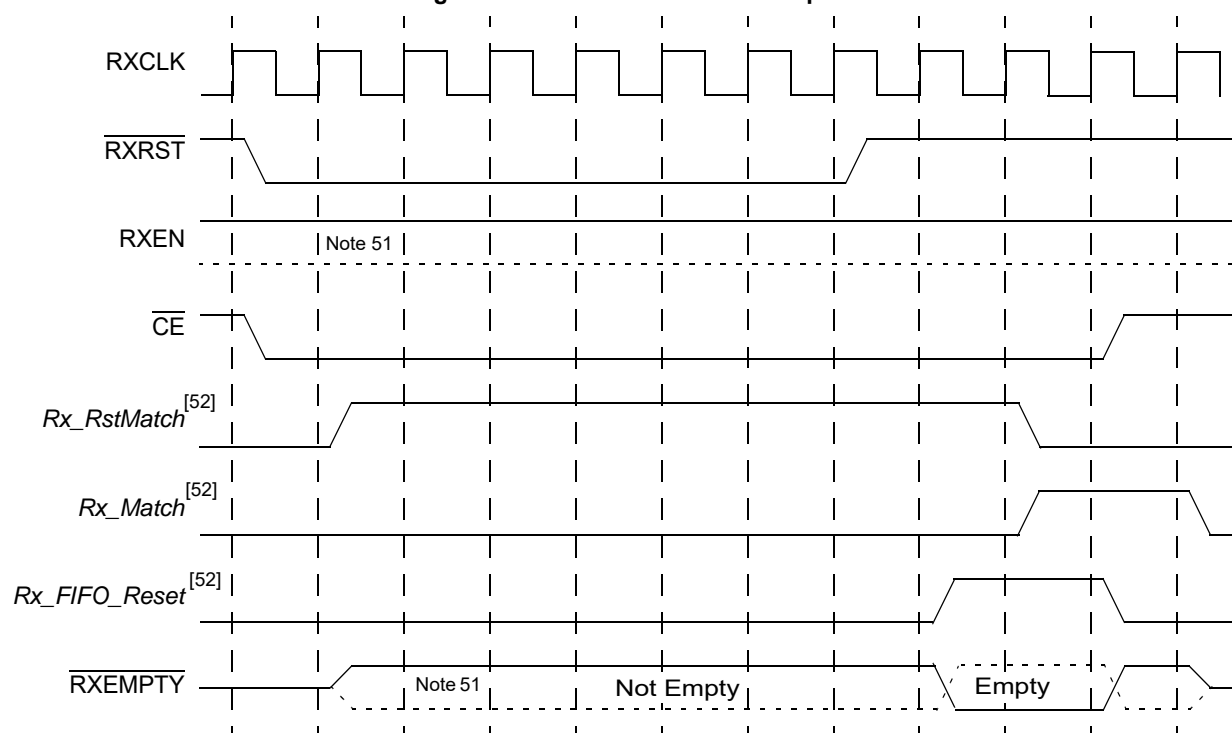 RXCLK
RXRST
RXEN
Note 51
CE
Rx_RstMatch[52]
Rx_Match[52]
Rx_FIFO_Reset[52]
RXEMPTY
Note 51
Not Empty
Empty